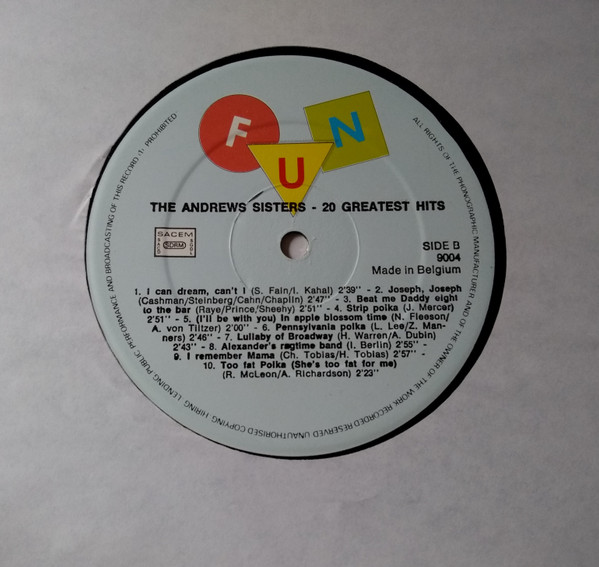 F U N
THE ANDREWS SISTERS - 20 GREATEST HITS
SACEM
SDRM
SIDE B
9004
Made in Belgium
1. I can dream, can't I (S. Fain/I. Kahal) 2'39'' - 2. Joseph, Joseph
(Cashman/Steinberg/Cahn/Chaplin) 2'47'' - 3. Beat me Daddy eight
to the bar (Raye/Prince/Sheehy) 2'51'' - 4. Strip polka (J. Mercer)
2'51'' - 5. (I'll be with you) In apple blossom time (N. Fleeson/
A. von Tiltzer) 2'00'' - 6. Pennsylvania polka (L. Lee/Z. Man-
ners) 2'46'' - 7. Lullaby of Broadway (H. Warren/A. Dubin)
2'43'' - 8. Alexander's ragtime band (I. Berlin) 2'55'' -
9. I remember Mama (Ch. Tobias/H. Tobias) 2'57'' -
10. Too fat Polka (She's too fat for me)
(R. McLeon/A. Richardson) 2'23''
ALL RIGHTS OF THE PHONOGRAPHIC MANUFACTURER AND OF THE OWNER OF THE WORK RECORDED RESERVED UNAUTHORISED COPYING HIRING, LENDING PUBLIC PERFORMANCE AND BROADCASTING OF THIS RECORD PROHIBITED